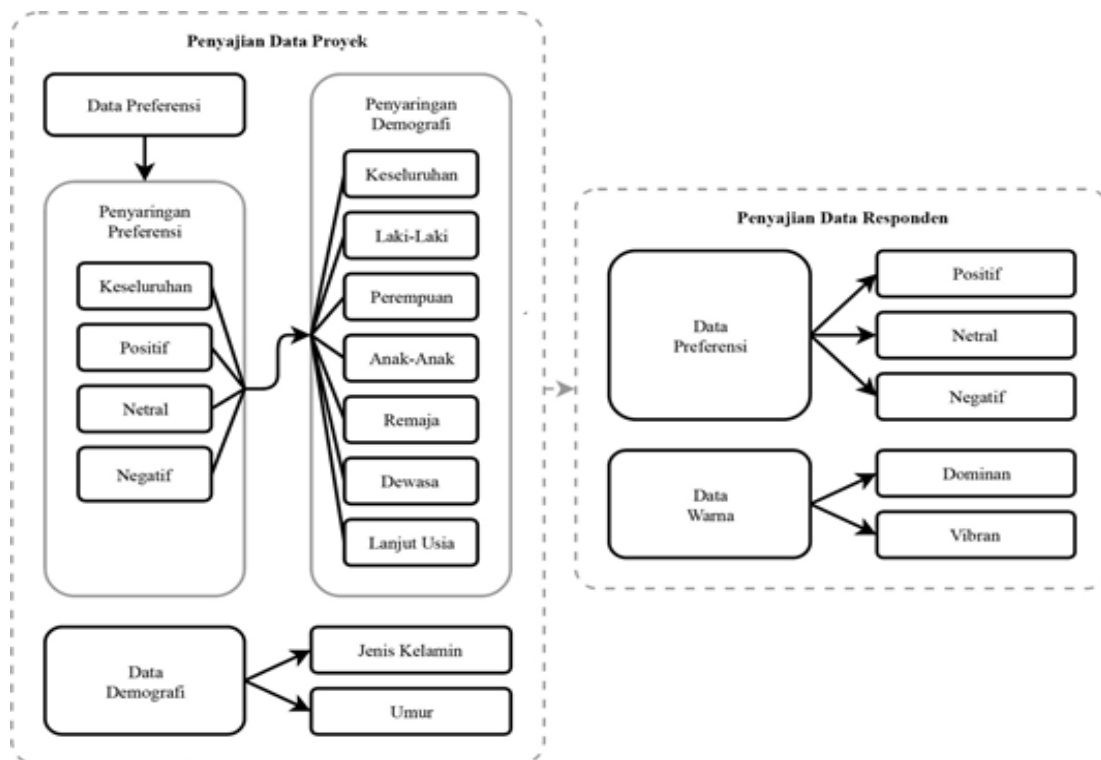 Penyajian Data Proyek
Data Preferensi
Penyaringan
Preferensi
Keseluruhan
Positif
Netral
Negatif
Penyaringan
Demografi
Keseluruhan
Laki-Laki
Perempuan
Anak-Anak
Remaja
Dewasa
Lanjut Usia
Data
Demografi
Jenis Kelamin
Umur
Penyajian Data Responden
Data
Preferensi
Positif
Netral
Negatif
Data
Warna
Dominan
Vibran